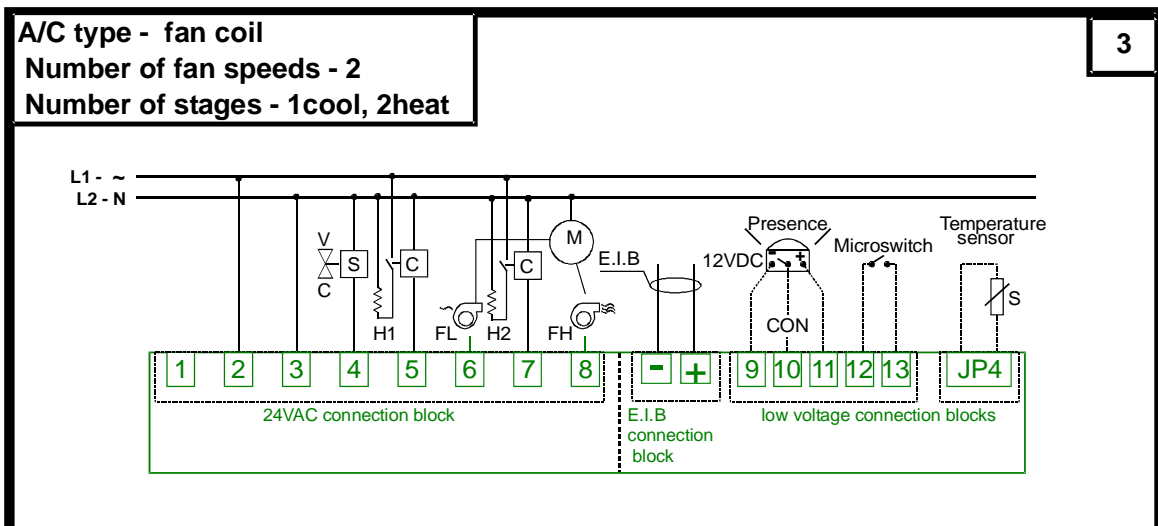 A/C type - fan coil
Number of fan speeds - 2
Number of stages - 1cool, 2heat
3
L1 - ~
L2 - N
V
C
S
C
H1
FL
H2
C
M
FH
E.I.B
Presence
12VDC
- +
CON
Microswitch
Temperature
sensor
S
1 2 3 4 5 6 7 8 - + 9 10 11 12 13 JP4
24VAC connection block
E.I.B
connection
block
low voltage connection blocks